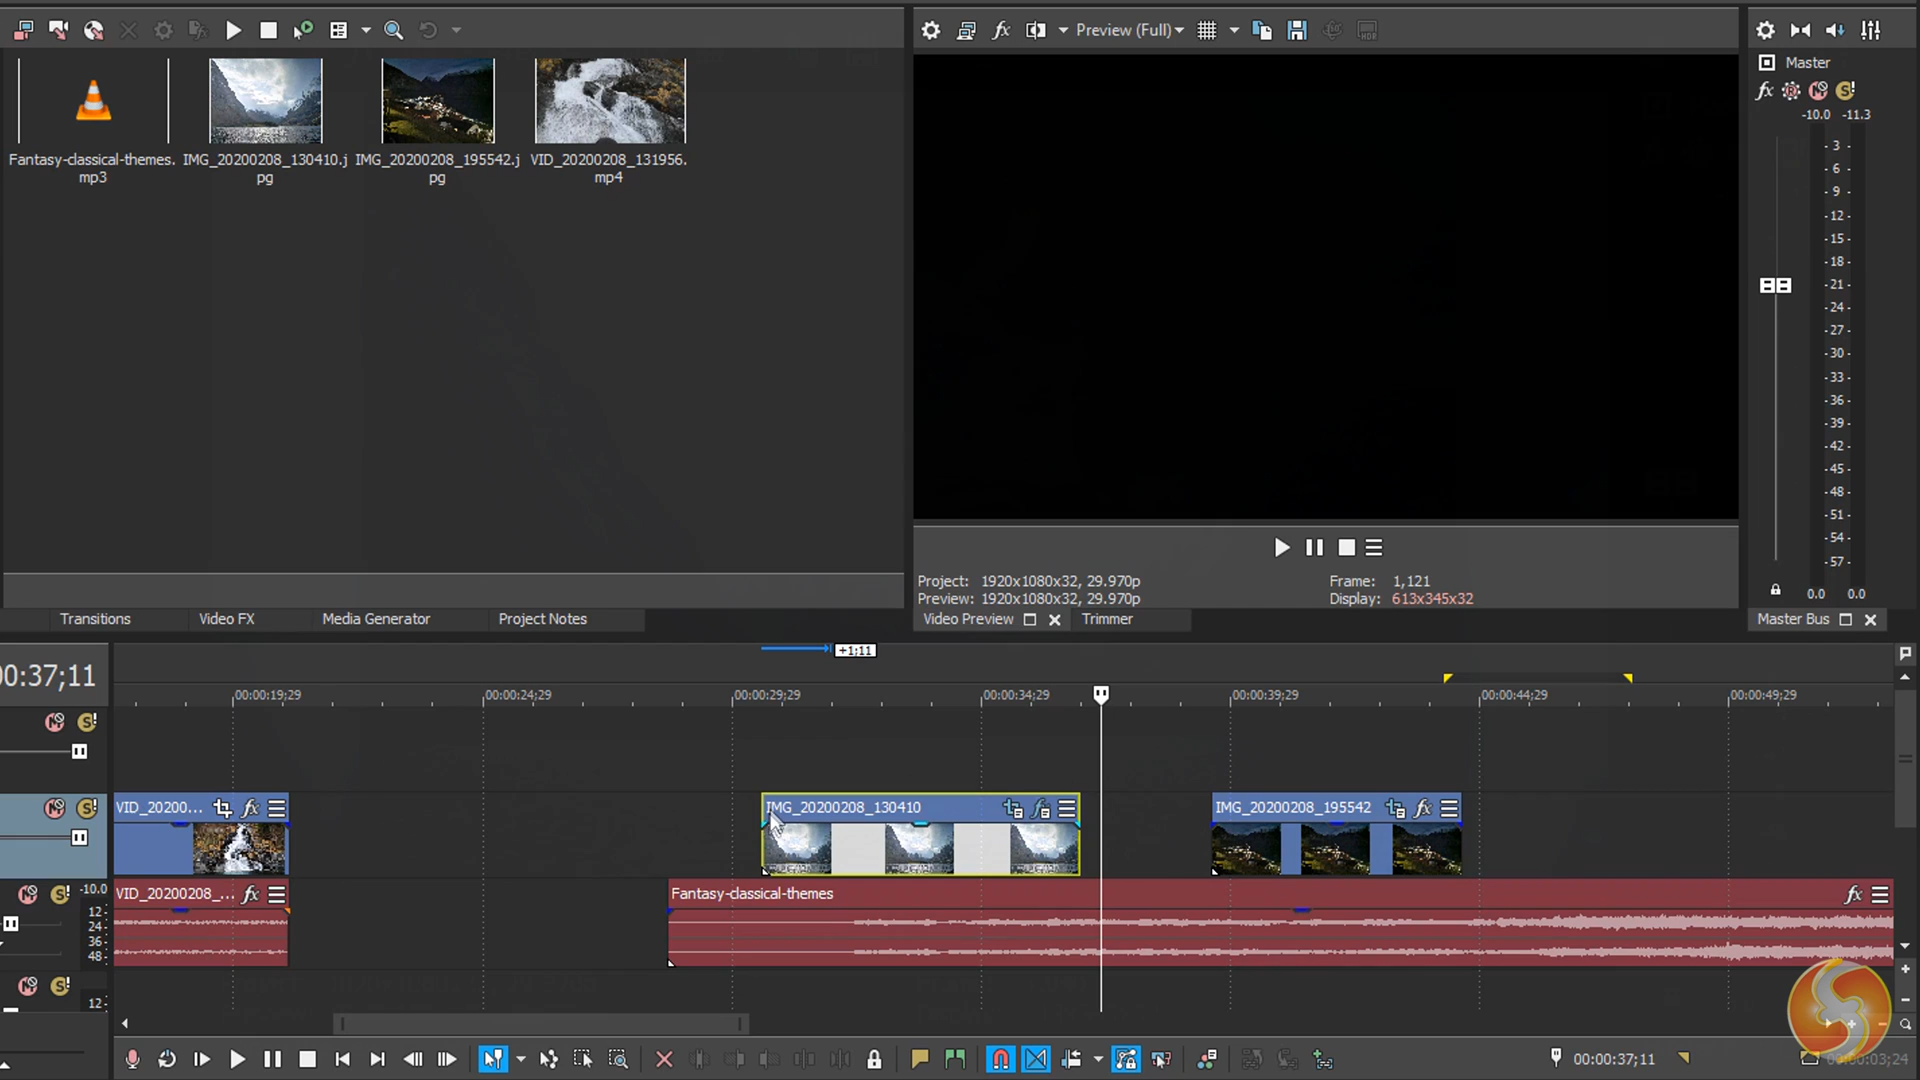 Preview (Full)
Master
-10.0 -11.3
- 3 -
- 6 -
- 9 -
- 12 -
- 15 -
- 18 -
- 21 -
- 24 -
- 27 -
- 30 -
- 33 -
- 36 -
- 39 -
- 42 -
- 45 -
- 48 -
- 51 -
- 54 -
- 57 -
0.0 0.0
Fantasy-classical-themes.
mp3
IMG_20200208_130410.j
pg
IMG_20200208_195542.j
pg
VID_20200208_131956.
mp4
Project: 1920x1080x32, 29.970p
Frame: 1,121
Preview: 1920x1080x32, 29.970p
Display: 613x345x32
Transitions
Video FX
Media Generator
Project Notes
Video Preview
Trimmer
Master Bus
+1;11
0:37;11
00:00:19;29
00:00:24;29
00:00:29;29
00:00:34;29
00:00:39;29
00:00:44;29
00:00:49;29
VID_20200...
IMG_20200208_130410
IMG_20200208_195542
-10.0
12-
24-
36-
48-
VID_20200208_...
Fantasy-classical-themes
12-
00:00:37;11
00:00:03;24